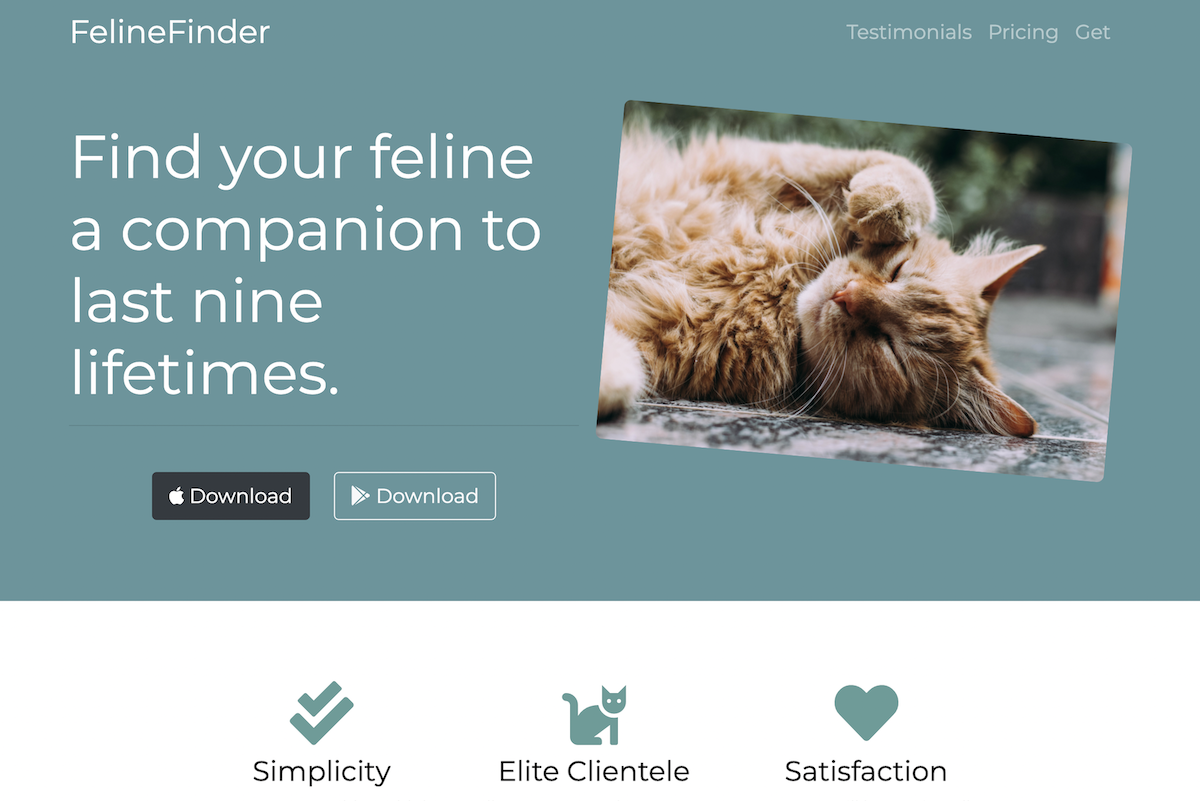 FelineFinder
Testimonials Pricing Get
Find your feline
a companion to
last nine
lifetimes.
Download
Download
Simplicity
Elite Clientele
Satisfaction